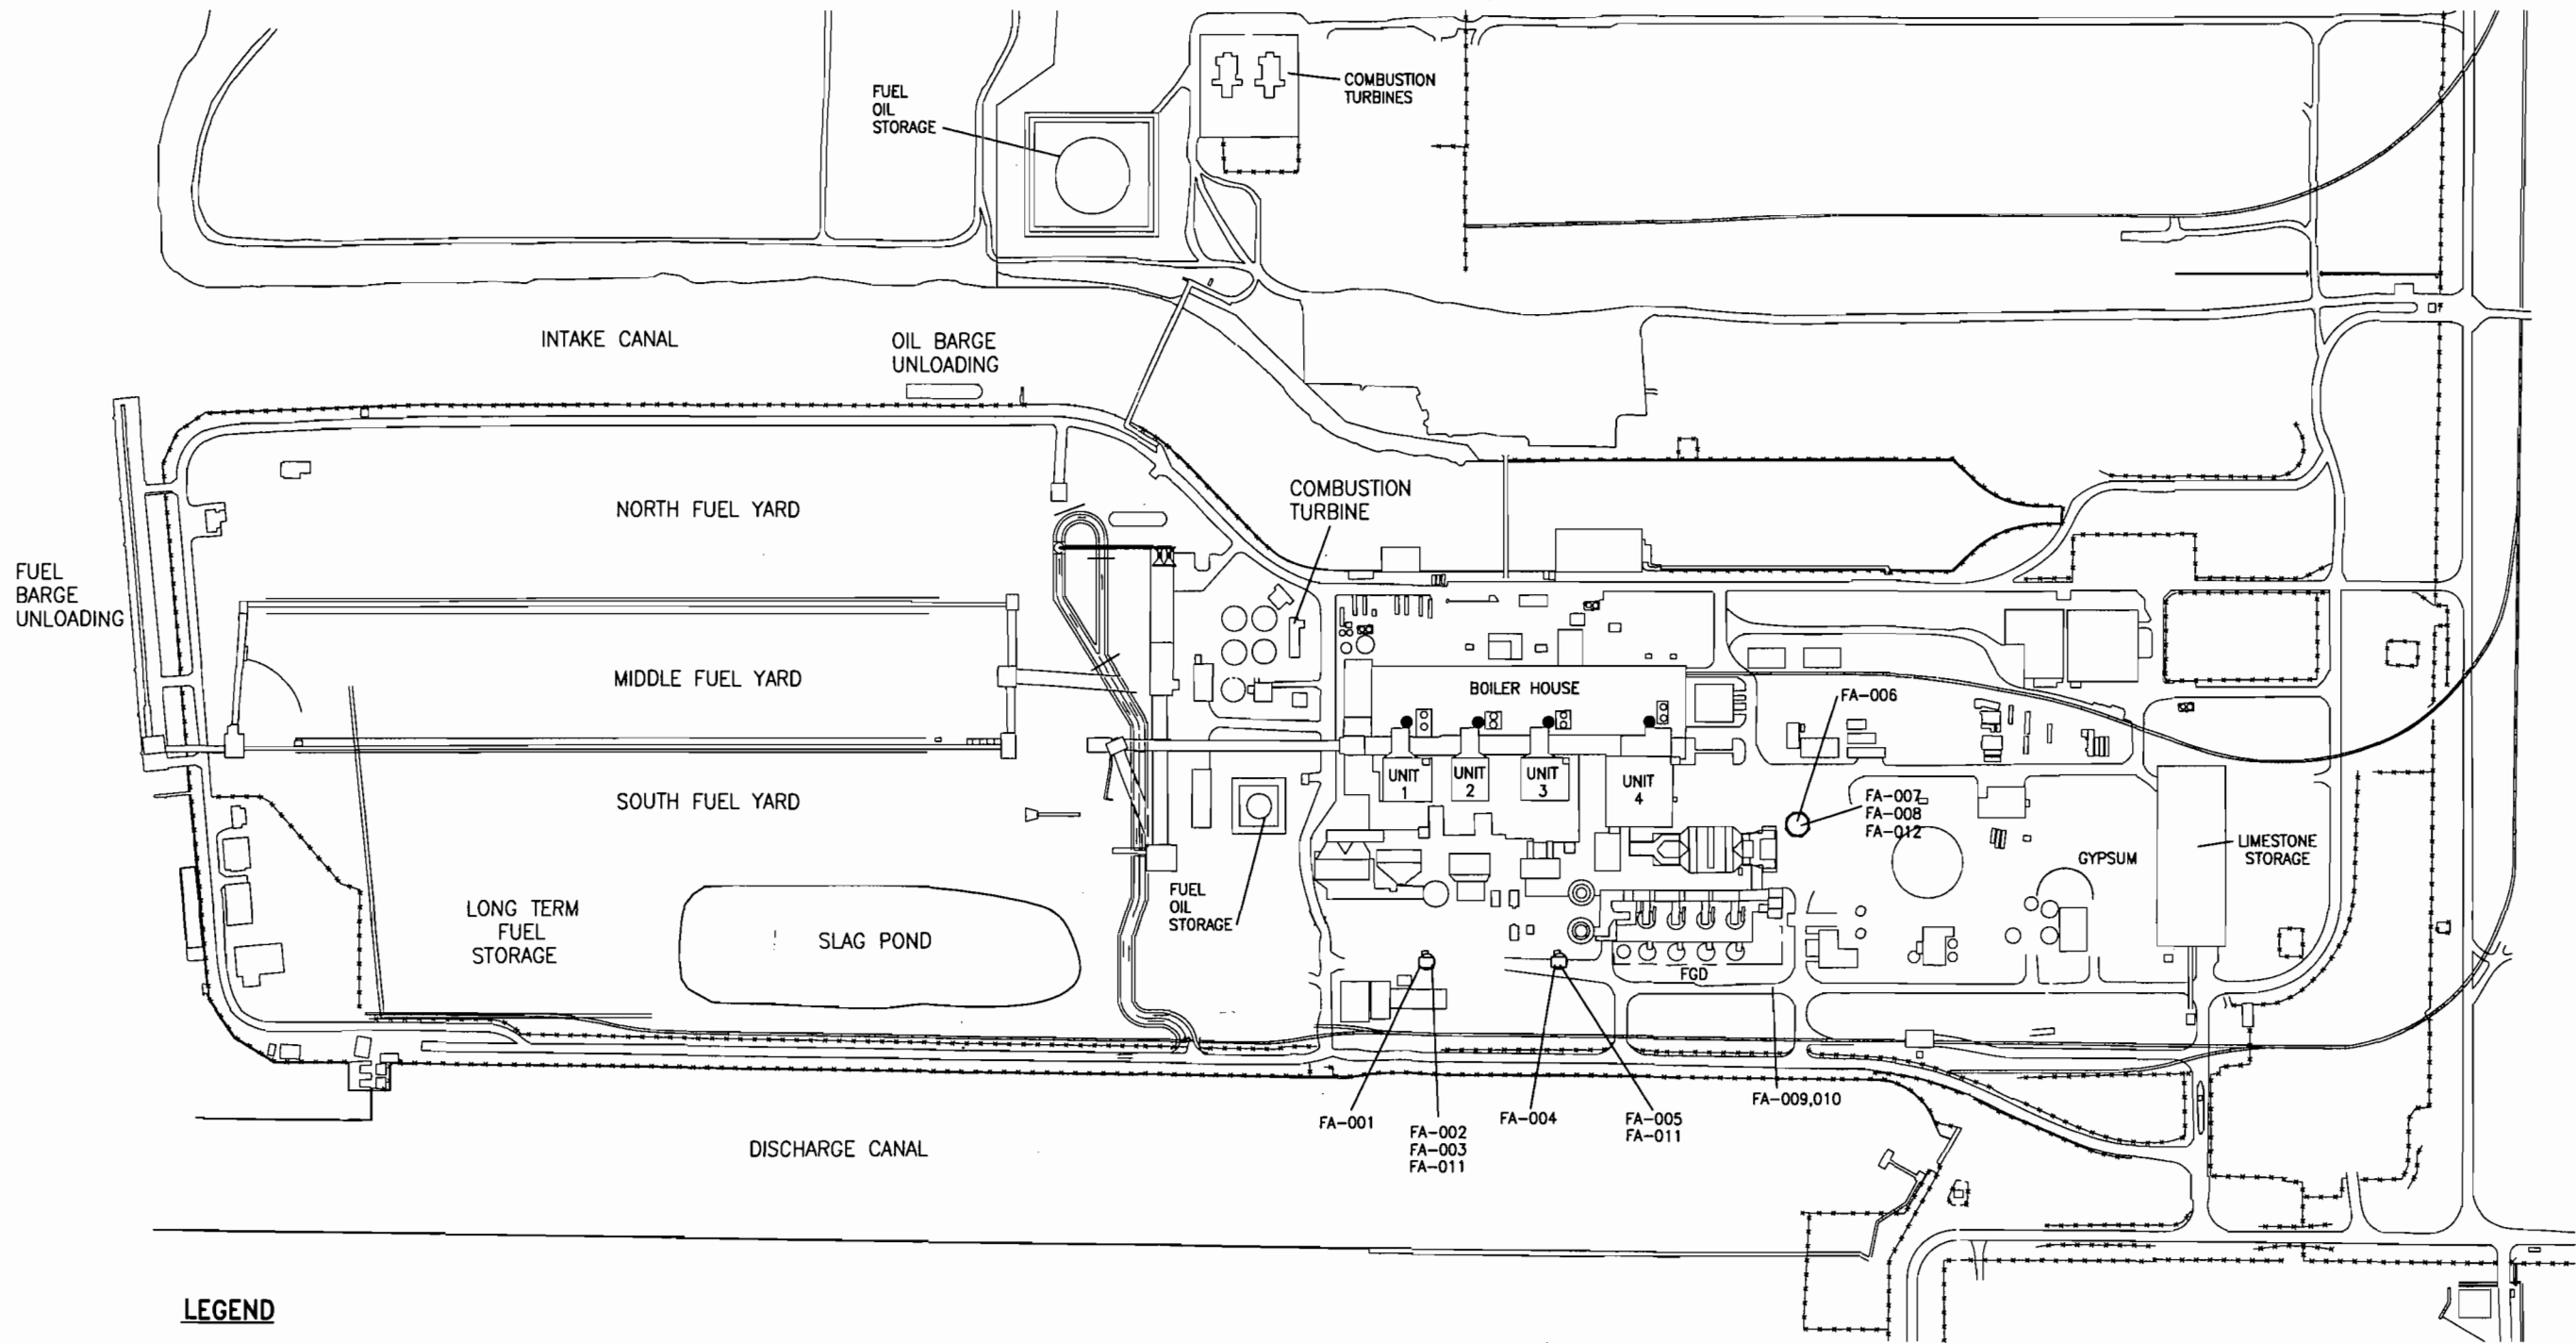 FUEL
OIL
STORAGE
COMBUSTION
TURBINES
INTAKE CANAL
OIL BARGE
UNLOADING
NORTH FUEL YARD
COMBUSTION
TURBINE
FUEL
BARGE
UNLOADING
MIDDLE FUEL YARD
BOILER HOUSE
FA-006
UNIT
1
UNIT
2
UNIT
3
UNIT
4
SOUTH FUEL YARD
FA-007
FA-008
FA-012
GYPSUM
LIMESTONE
STORAGE
FUEL
OIL
STORAGE
LONG TERM
FUEL
STORAGE
SLAG POND
FGD
FA-001
FA-002
FA-003
FA-011
FA-004
FA-005
FA-011
FA-009,010
DISCHARGE CANAL
LEGEND